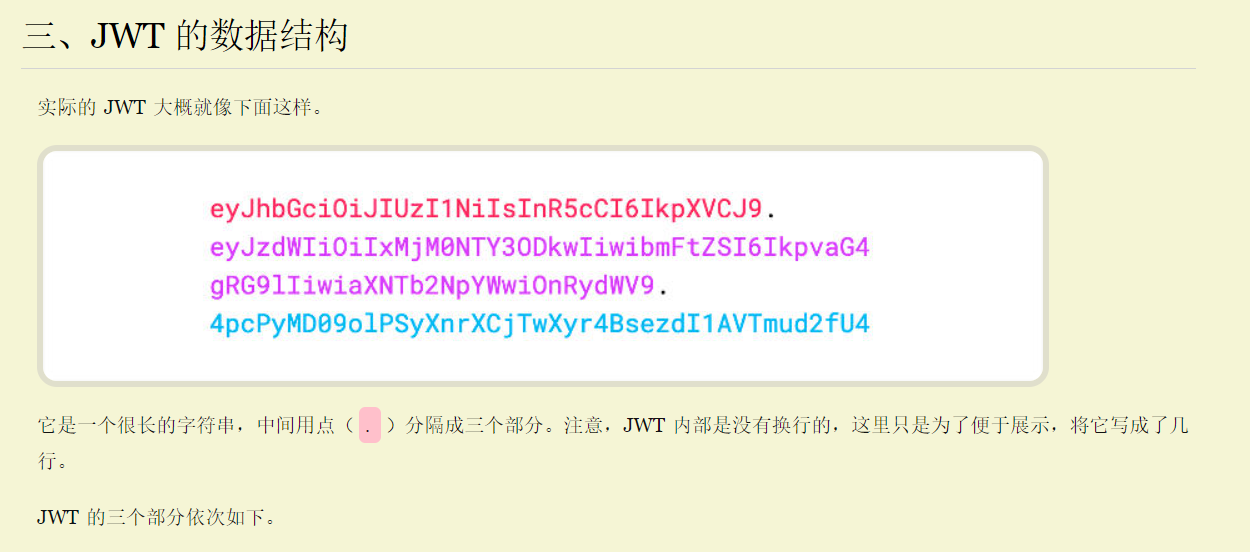 三、JWT 的数据结构
实际的 JWT 大概就像下面这样。
eyJhbGciOiJIUzI1NiIsInR5cCI6IkpXVCJ9.
eyJzdWIiOiIxMjM0NTY3ODkwIiwibmFtZSI6IkpvaG4
gRG9lIiwiaXNTb2NpYWwiOnRydWV9.
4pcPyMD09olPSyXnrXCjTwXyr4BsezdI1AVTmud2fU4
它是一个很长的字符串，中间用点（.）分隔成三个部分。注意，JWT 内部是没有换行的，这里只是为了便于展示，将它写成了几
行。
JWT 的三个部分依次如下。